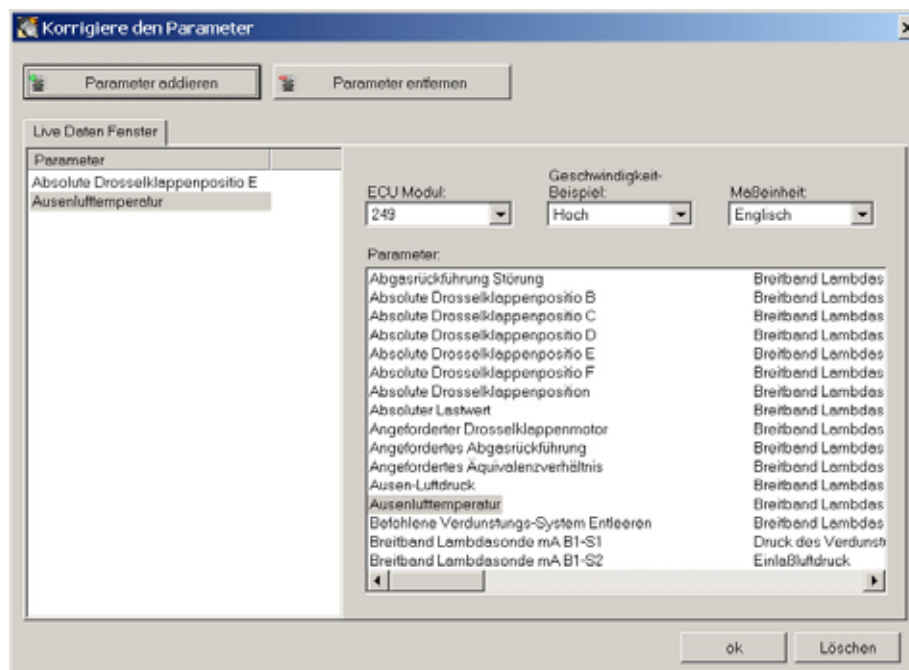 Korrigiere den Parameter
Parameter addieren
Parameter entfernen
Live Daten Fenster
Parameter
Absolute Drosselklappenpositio E
Ausenlufttemperatur
ECU Modul:
249
Geschwindigkeit-
Beispiel:
Hoch
Maßeinheit:
Englisch
Parameter:
Abgasrückführung Störung Breitband Lambdas
Absolute Drosselklappenpositio B Breitband Lambdas
Absolute Drosselklappenpositio C Breitband Lambdas
Absolute Drosselklappenpositio D Breitband Lambdas
Absolute Drosselklappenpositio E Breitband Lambdas
Absolute Drosselklappenpositio F Breitband Lambdas
Absolute Drosselklappenposition Breitband Lambdas
Absoluter Lastwert Breitband Lambdas
Angeforderter Drosselklappenmotor Breitband Lambdas
Angefordertes Abgasrückführung Breitband Lambdas
Angefordertes Äquivalenzverhältnis Breitband Lambdas
Ausen-Luftdruck Breitband Lambdas
Ausenlufttemperatur Breitband Lambdas
Befohlene Verdunstungs-System Entleeren Breitband Lambdas
Breitband Lambdasonde mA B1-S1 Druck des Verdunst
Breitband Lambdasonde mA B1-S2 Einlaßluftdruck
ok
Löschen